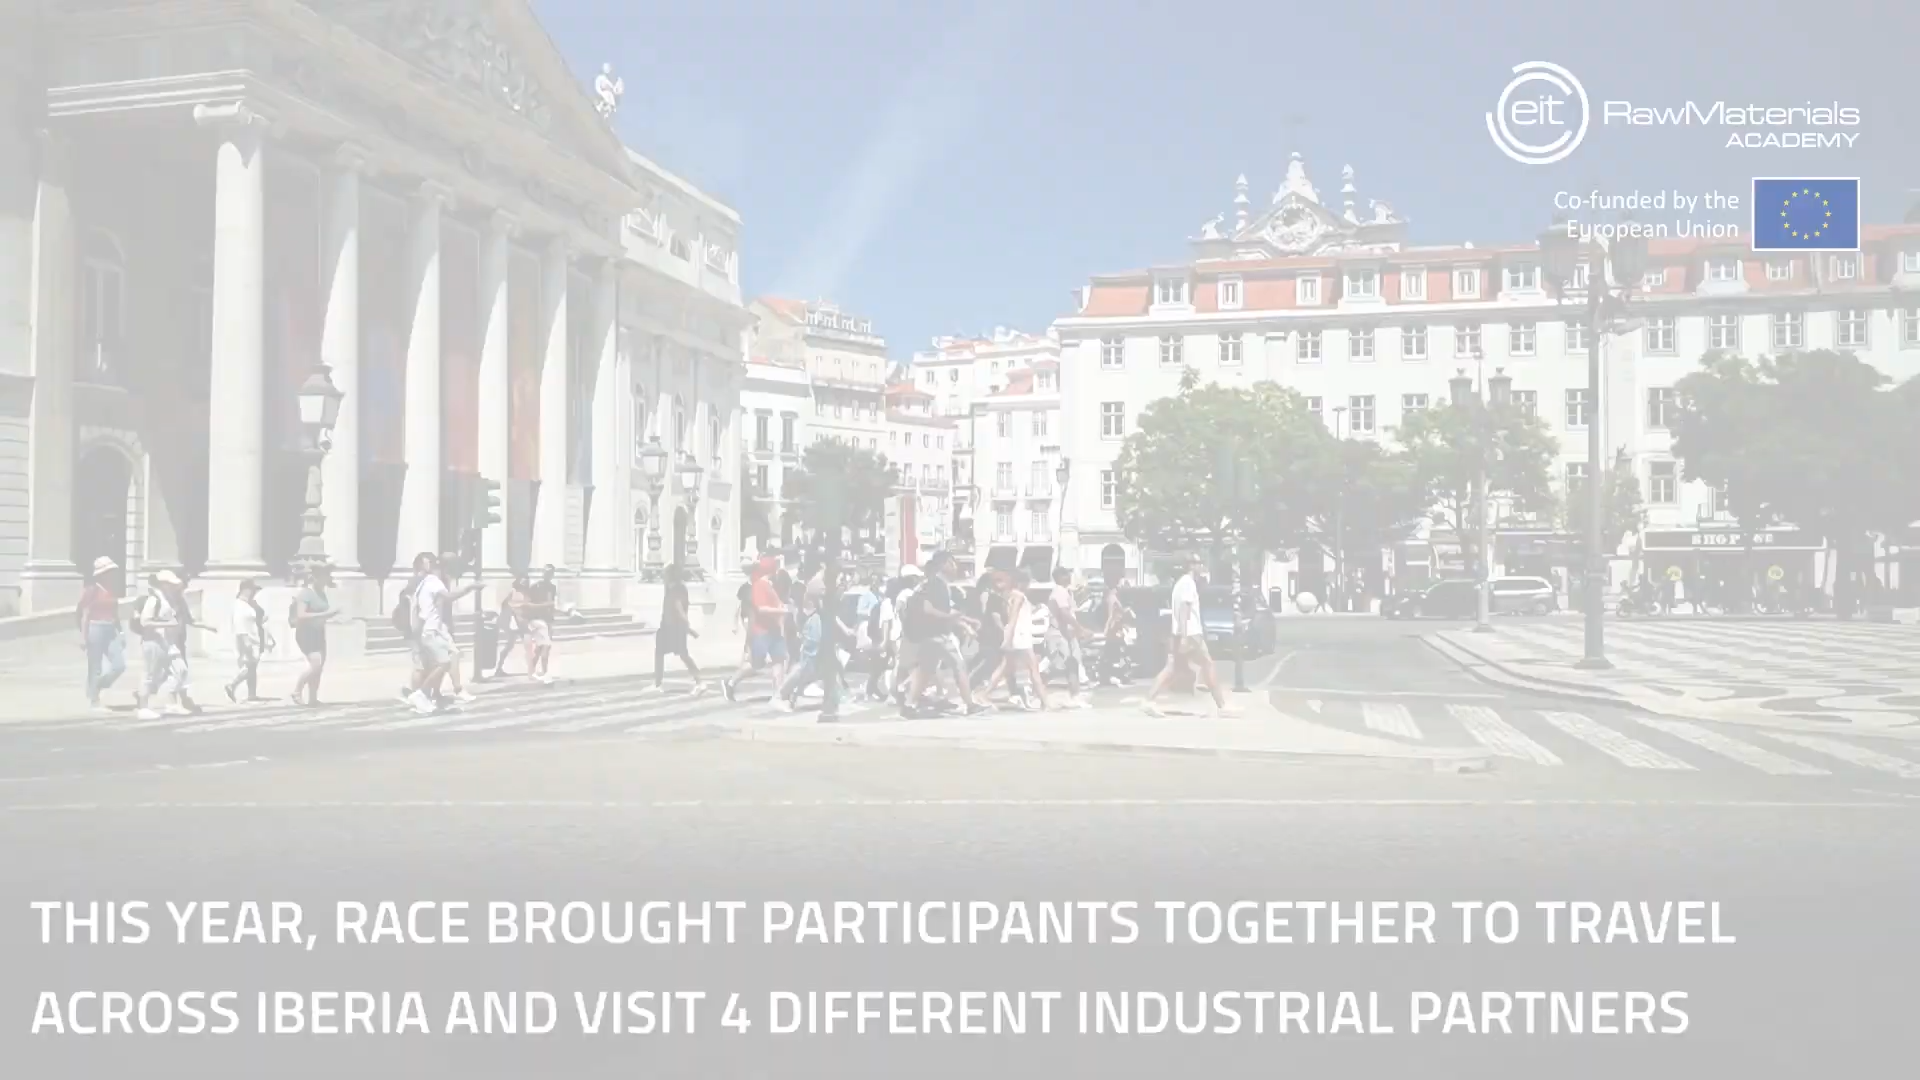 eit RawMaterials
ACADEMY
Co-funded by the
European Union
THIS YEAR, RACE BROUGHT PARTICIPANTS TOGETHER TO TRAVEL
ACROSS IBERIA AND VISIT 4 DIFFERENT INDUSTRIAL PARTNERS